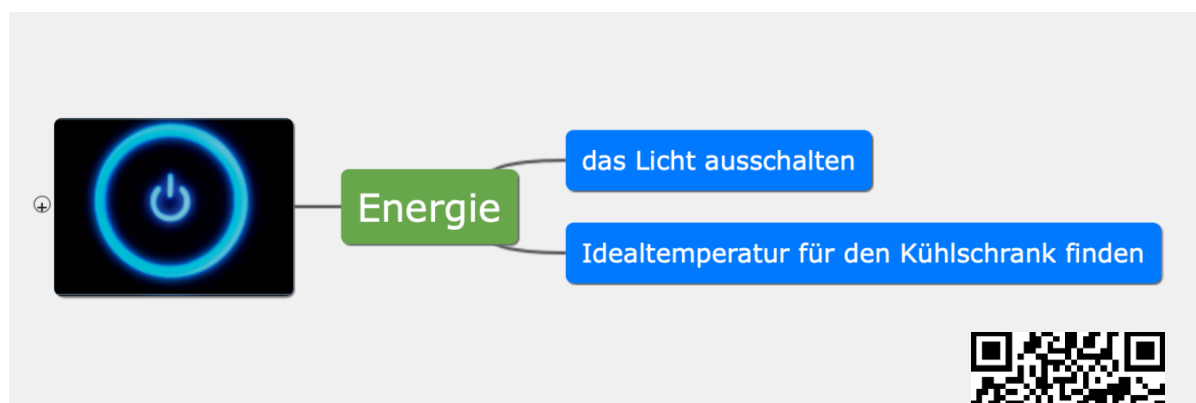 Energie
das Licht ausschalten
Idealtemperatur für den Kühlschrank finden